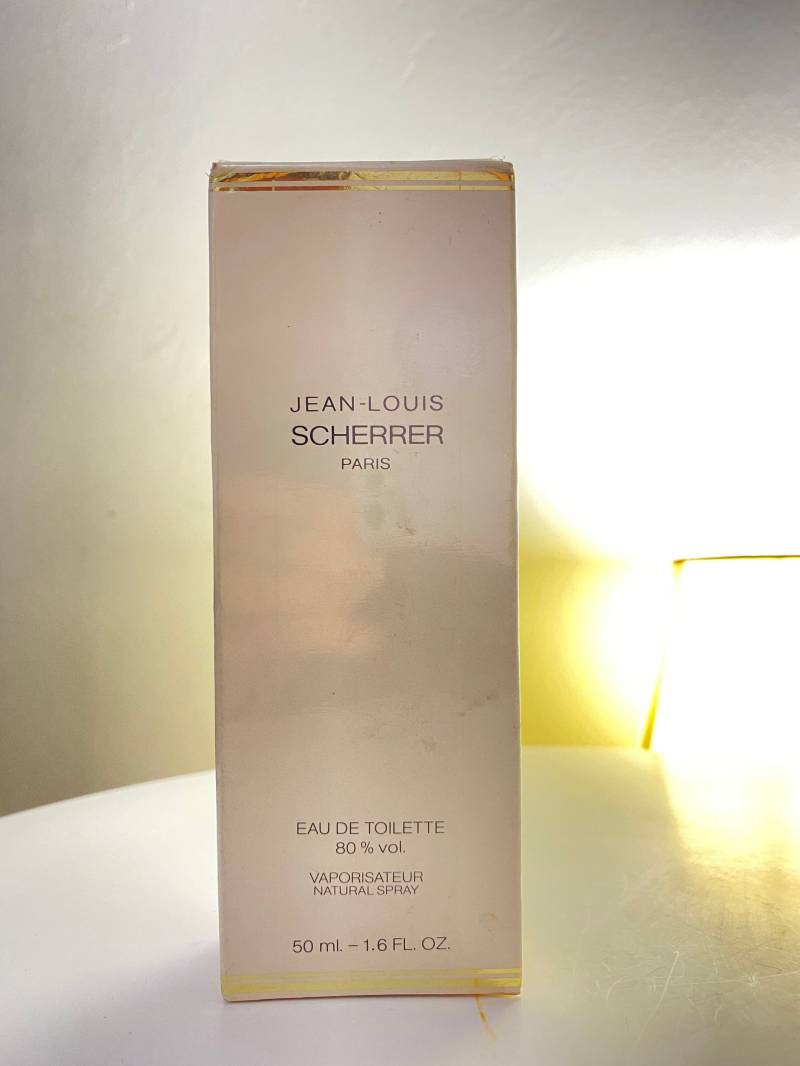 JEAN-LOUIS
SCHERRER
PARIS
EAU DE TOILETTE
80 % vol.
VAPORISATEUR
NATURAL SPRAY
50 ml. – 1.6 FL. OZ.